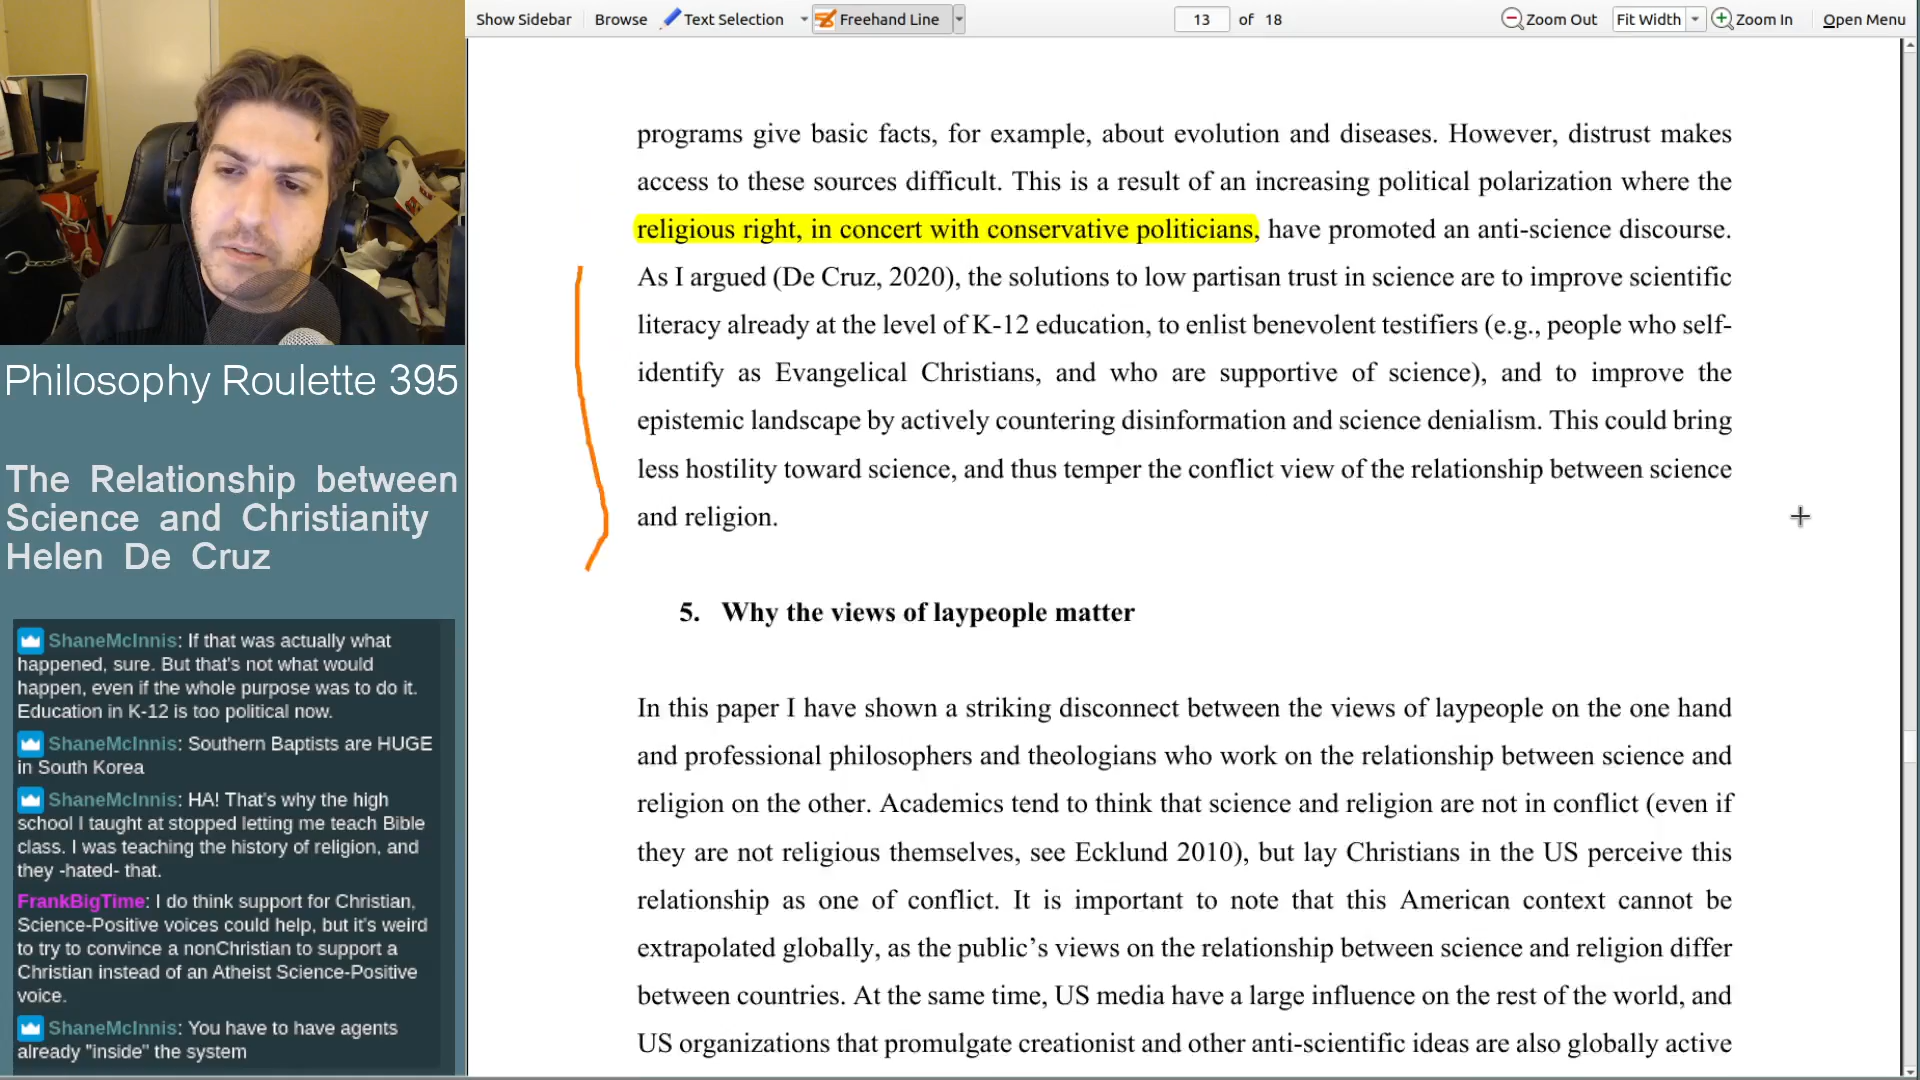 Show Sidebar Browse Text Selection Freehand Line 13 of 18 Zoom Out Fit Width Zoom In Open Menu
programs give basic facts, for example, about evolution and diseases. However, distrust makes
access to these sources difficult. This is a result of an increasing political polarization where the
religious right, in concert with conservative politicians, have promoted an anti-science discourse.
As I argued (De Cruz, 2020), the solutions to low partisan trust in science are to improve scientific
literacy already at the level of K-12 education, to enlist benevolent testifiers (e.g., people who self-
identify as Evangelical Christians, and who are supportive of science), and to improve the
epistemic landscape by actively countering disinformation and science denialism. This could bring
less hostility toward science, and thus temper the conflict view of the relationship between science
and religion.
5. Why the views of laypeople matter
In this paper I have shown a striking disconnect between the views of laypeople on the one hand
and professional philosophers and theologians who work on the relationship between science and
religion on the other. Academics tend to think that science and religion are not in conflict (even if
they are not religious themselves, see Ecklund 2010), but lay Christians in the US perceive this
relationship as one of conflict. It is important to note that this American context cannot be
extrapolated globally, as the public's views on the relationship between science and religion differ
between countries. At the same time, US media have a large influence on the rest of the world, and
US organizations that promulgate creationist and other anti-scientific ideas are also globally active
Philosophy Roulette 395
The Relationship between
Science and Christianity
Helen De Cruz
ShaneMcInnis: If that was actually what
happened, sure. But that's not what would
happen, even if the whole purpose was to do it.
Education in K-12 is too political now.
ShaneMcInnis: Southern Baptists are HUGE
in South Korea
ShaneMcInnis: HA! That's why the high
school I taught at stopped letting me teach Bible
class. I was teaching the history of religion, and
they -hated- that.
FrankBigTime: I do think support for Christian,
Science-Positive voices could help, but it's weird
to try to convince a nonChristian to support a
Christian instead of an Atheist Science-Positive
voice.
ShaneMcInnis: You have to have agents
already "inside" the system